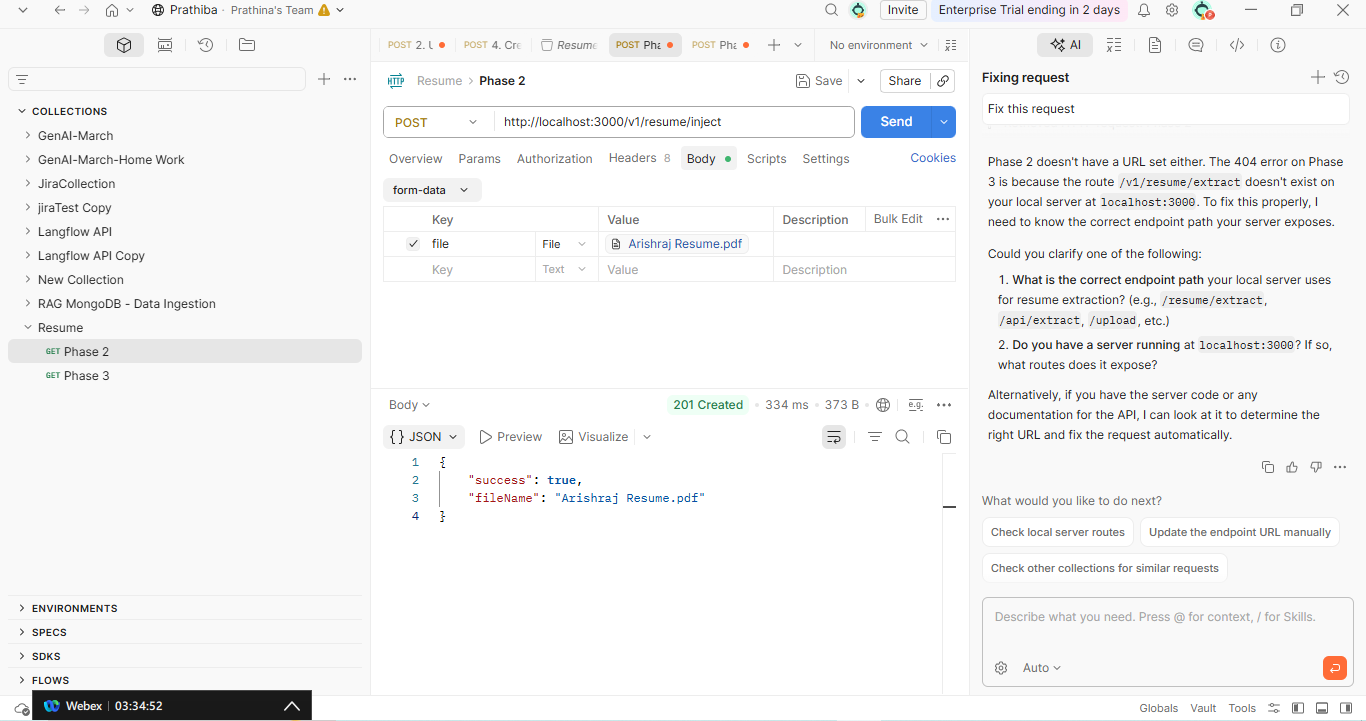 Prathiba · Prathina's Team
Invite
Enterprise Trial ending in 2 days
COLLECTIONS
GenAI-March
GenAI-March-Home Work
JiraCollection
jiraTest Copy
Langflow API
Langflow API Copy
New Collection
RAG MongoDB - Data Ingestion
Resume
GET Phase 2
GET Phase 3
ENVIRONMENTS
SPECS
SDKS
FLOWS
Webex 03:34:52
POST 2. POST 4. Cre Resume POST Pha POST Pha No environment
HTTP Resume > Phase 2 Save Share
POST http://localhost:3000/v1/resume/inject Send
Overview Params Authorization Headers 8 Body Scripts Settings Cookies
form-data
Key Value Description Bulk Edit
file File Arishraj Resume.pdf
Key Text Value Description
Body 201 Created • 334 ms • 373 B e.g.
{} JSON Preview Visualize
1 {
2 "success": true,
3 "fileName": "Arishraj Resume.pdf"
4 }
AI
Fixing request
Fix this request
Phase 2 doesn't have a URL set either. The 404 error on Phase
3 is because the route /v1/resume/extract doesn't exist on
your local server at localhost:3000. To fix this properly, I
need to know the correct endpoint path your server exposes.
Could you clarify one of the following:
1. What is the correct endpoint path your local server uses
for resume extraction? (e.g., /resume/extract,
/api/extract, /upload, etc.)
2. Do you have a server running at localhost:3000? If so,
what routes does it expose?
Alternatively, if you have the server code or any
documentation for the API, I can look at it to determine the
right URL and fix the request automatically.
What would you like to do next?
Check local server routes
Update the endpoint URL manually
Check other collections for similar requests
Describe what you need. Press @ for context, / for Skills.
Auto
Globals Vault Tools